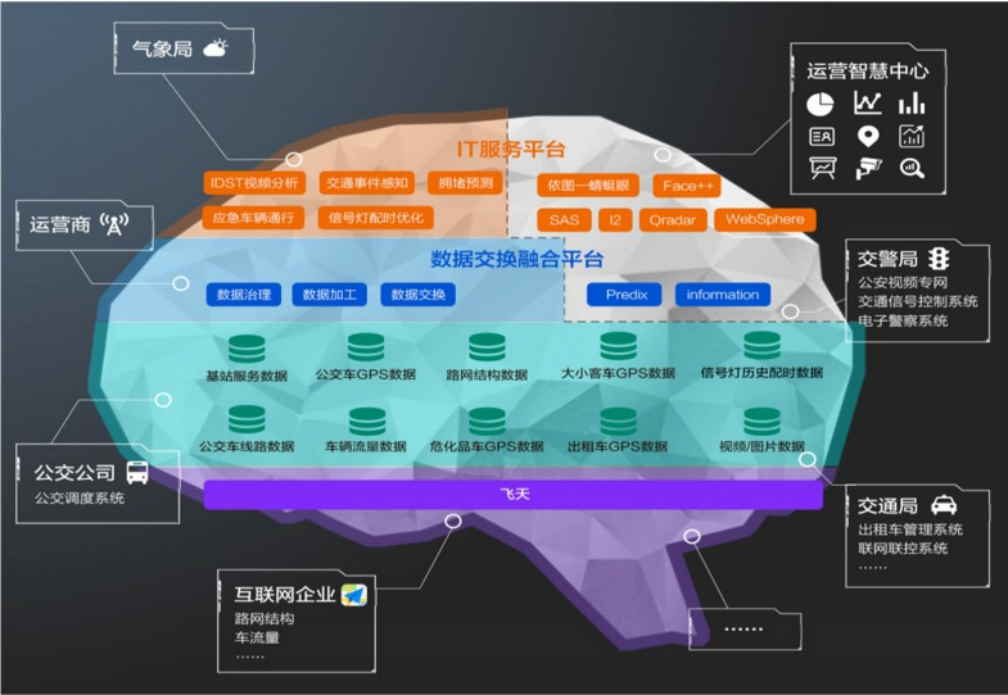 气象局
运营智慧中心
IT服务平台
IDST视频分析
交通事件感知
拥堵预测
依图—蜻蜓眼
Face++
应急车辆通行
信号灯配时优化
SAS
I2
Qradar
WebSphere
运营商
数据交换融合平台
数据治理
数据加工
数据交换
Predix
information
交警局
公安视频专网
交通信号控制系统
电子警察系统
基站服务数据
公交车GPS数据
路网结构数据
大小客车GPS数据
信号灯历史配时数据
公交车线路数据
车辆流量数据
危化品车GPS数据
出租车GPS数据
视频/图片数据
公交公司
公交调度系统
飞天
交通局
出租车管理系统
联网联控系统
······
互联网企业
路网结构
车流量
······
······